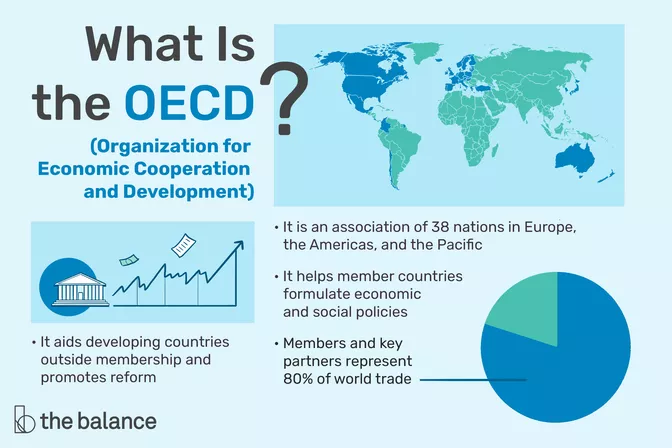 What Is
the OECD?
(Organization for
Economic Cooperation
and Development)
• It is an association of 38 nations in Europe,
the Americas, and the Pacific
• It helps member countries
formulate economic
and social policies
• Members and key
partners represent
80% of world trade
• It aids developing countries
outside membership and
promotes reform
the balance